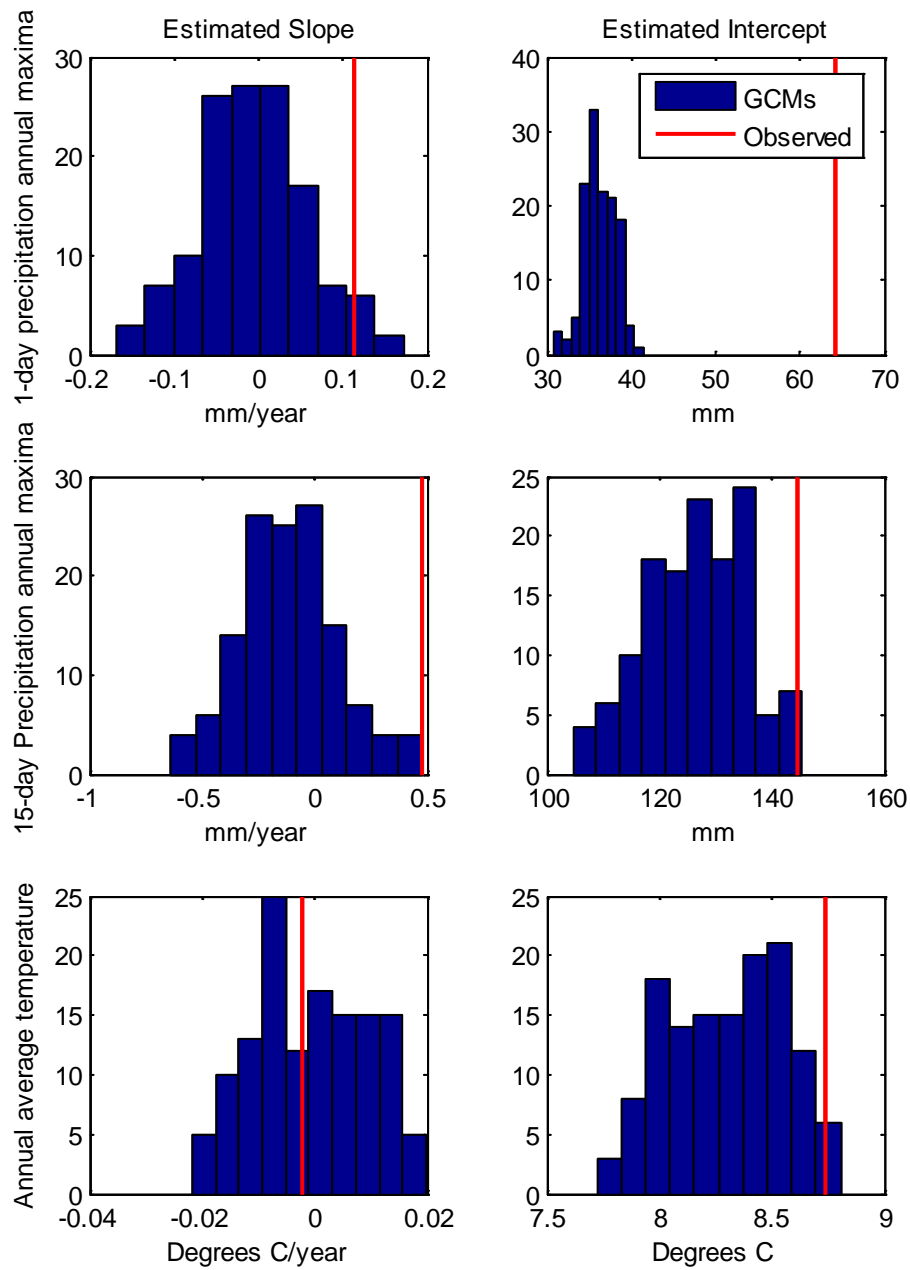 Estimated Slope
Estimated Intercept
1-day precipitation annual maxima
30
20
10
0
-0.2 -0.1 0 0.1 0.2
mm/year
40
30
20
10
0
30 40 50 60 70
mm
GCMs
Observed
15-day Precipitation annual maxima
30
20
10
0
-1 -0.5 0 0.5
mm/year
25
20
15
10
5
0
100 120 140 160
mm
Annual average temperature
25
20
15
10
5
0
-0.04 -0.02 0 0.02
Degrees C/year
25
20
15
10
5
0
7.5 8 8.5 9
Degrees C